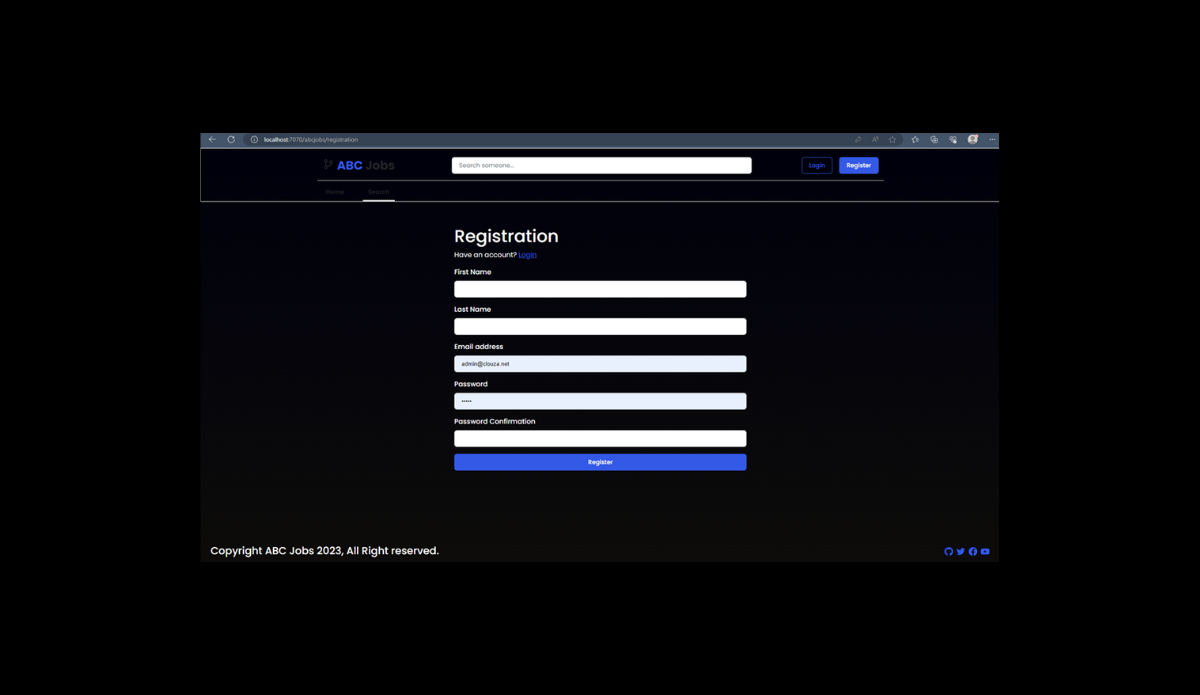 localhost:7070/abcjobs/registration
ABC Jobs
Search someone...
Login
Register
Home
Search
Registration
Have an account? Login
First Name
Last Name
Email address
admin@clouza.net
Password
•••••
Password Confirmation
Register
Copyright ABC Jobs 2023, All Right reserved.